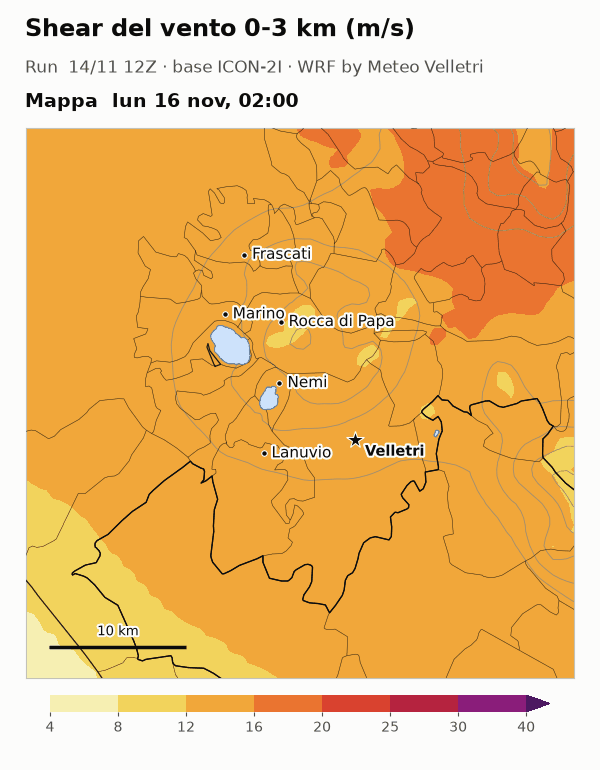 Shear del vento 0-3 km (m/s)
Run  14/11 12Z · base ICON-2I · WRF by Meteo Velletri
Mappa  lun 16 nov, 02:00
Frascati
Marino
Rocca di Papa
Nemi
Velletri
Lanuvio
10 km
4 8 12 16 20 25 30 40